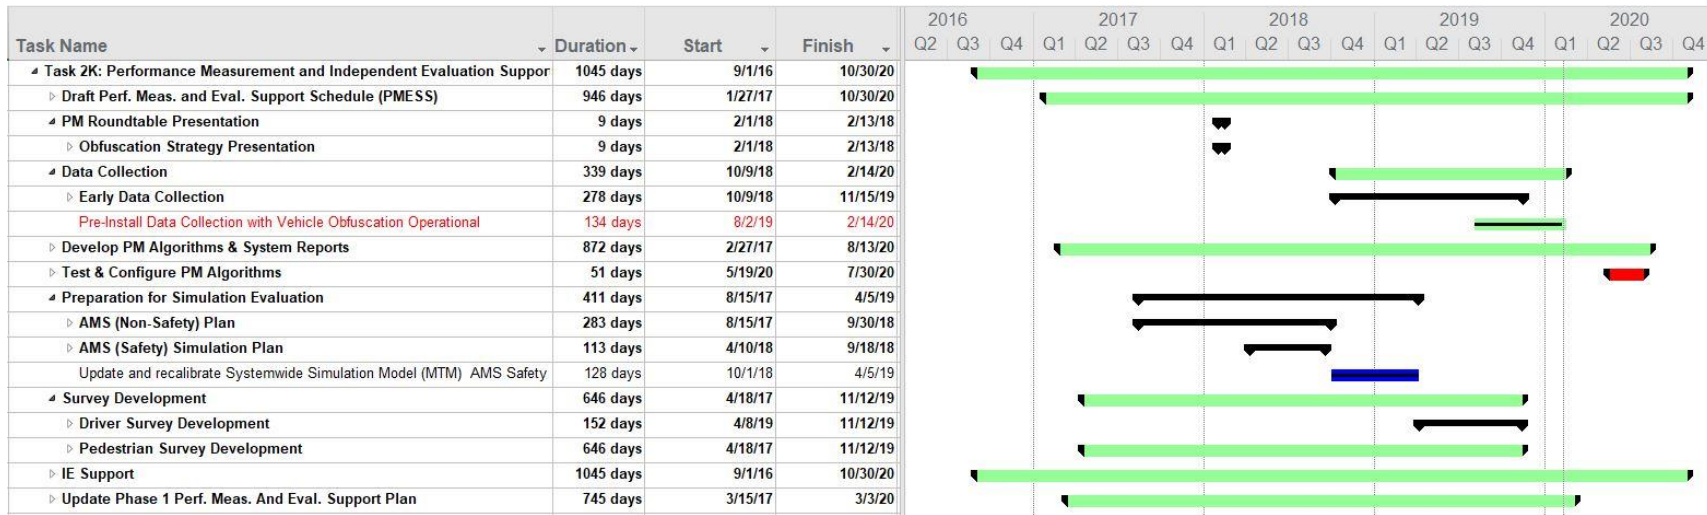 2016 2017 2018 2019 2020
Task Name Duration Start Finish Q2 Q3 Q4 Q1 Q2 Q3 Q4 Q1 Q2 Q3 Q4 Q1 Q2 Q3 Q4 Q1 Q2 Q3 Q4
Task 2K: Performance Measurement and Independent Evaluation Suppor 1045 days 9/1/16 10/30/20
Draft Perf. Meas. and Eval. Support Schedule (PMESS) 946 days 1/27/17 10/30/20
PM Roundtable Presentation 9 days 2/1/18 2/13/18
Obfuscation Strategy Presentation 9 days 2/1/18 2/13/18
Data Collection 339 days 10/9/18 2/14/20
Early Data Collection 278 days 10/9/18 11/15/19
Pre-Install Data Collection with Vehicle Obfuscation Operational 134 days 8/2/19 2/14/20
Develop PM Algorithms & System Reports 872 days 2/27/17 8/13/20
Test & Configure PM Algorithms 51 days 5/19/20 7/30/20
Preparation for Simulation Evaluation 411 days 8/15/17 4/5/19
AMS (Non-Safety) Plan 283 days 8/15/17 9/30/18
AMS (Safety) Simulation Plan 113 days 4/10/18 9/18/18
Update and recalibrate Systemwide Simulation Model (MTM) AMS Safety 128 days 10/1/18 4/5/19
Survey Development 646 days 4/18/17 11/12/19
Driver Survey Development 152 days 4/8/19 11/12/19
Pedestrian Survey Development 646 days 4/18/17 11/12/19
IE Support 1045 days 9/1/16 10/30/20
Update Phase 1 Perf. Meas. And Eval. Support Plan 745 days 3/15/17 3/3/20